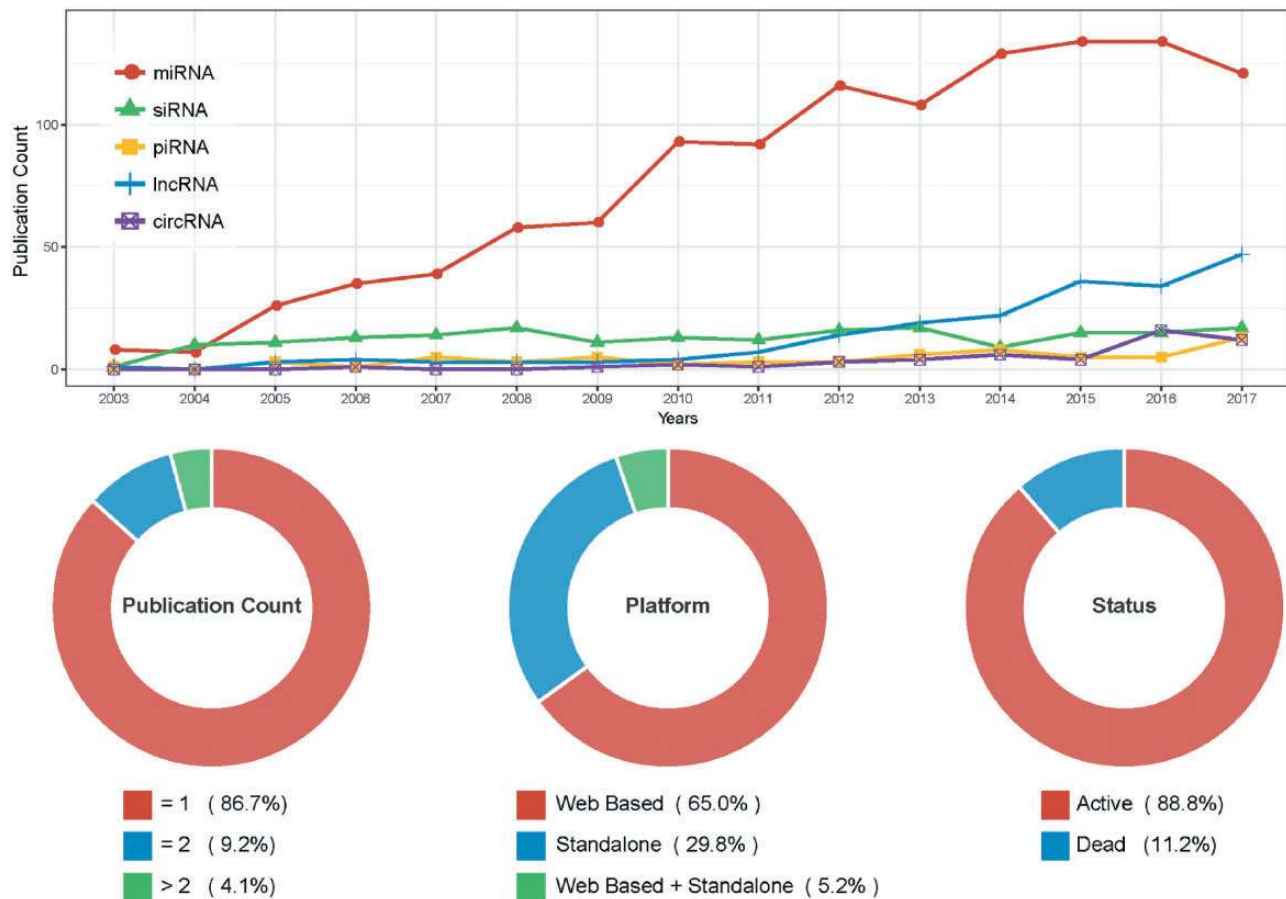 miRNA
siRNA
piRNA
lncRNA
circRNA
Publication Count
100
50
0
2003 2004 2005 2006 2007 2008 2009 2010 2011 2012 2013 2014 2015 2016 2017
Years
Publication Count
Platform
Status
= 1 ( 86.7%)
= 2 ( 9.2%)
> 2 ( 4.1%)
Web Based ( 65.0% )
Standalone ( 29.8% )
Web Based + Standalone ( 5.2% )
Active ( 88.8%)
Dead (11.2%)